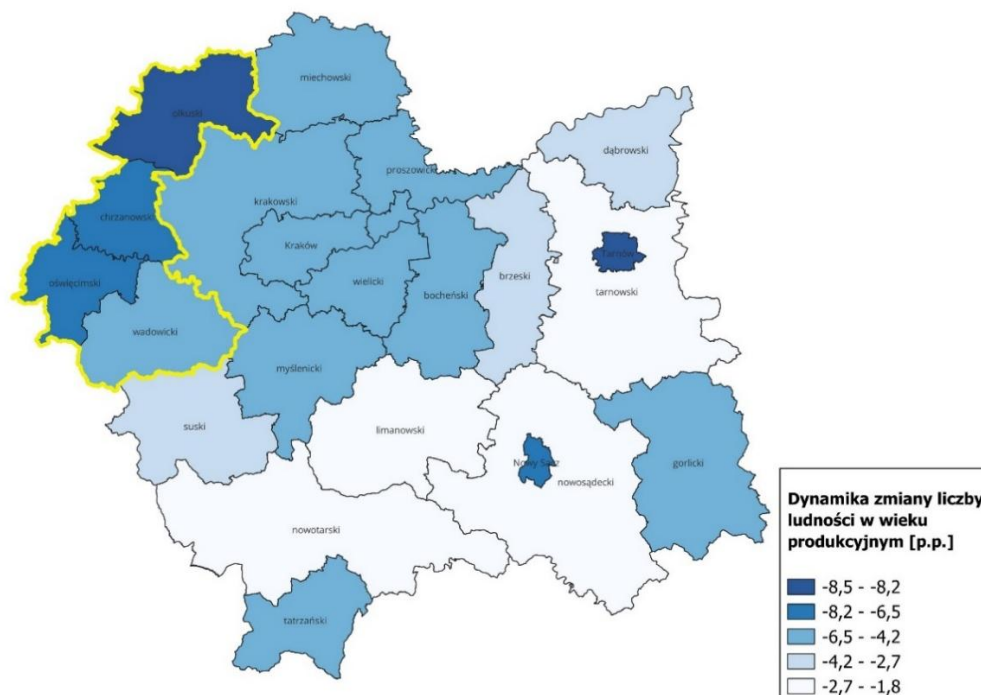 miechowski
olkuski
dąbrowski
proszowicki
chrzanowski
krakowski
Kraków
Tarnów
oświęcimski
wielicki
bocheński
brzeski
tarnowski
wadowicki
myślenicki
suski
limanowski
Nowy Sącz
gorlicki
nowosądecki
nowotarski
tatrzański
Dynamika zmiany liczby
ludności w wieku
produkcyjnym [p.p.]
-8,5 - -8,2
-8,2 - -6,5
-6,5 - -4,2
-4,2 - -2,7
-2,7 - -1,8